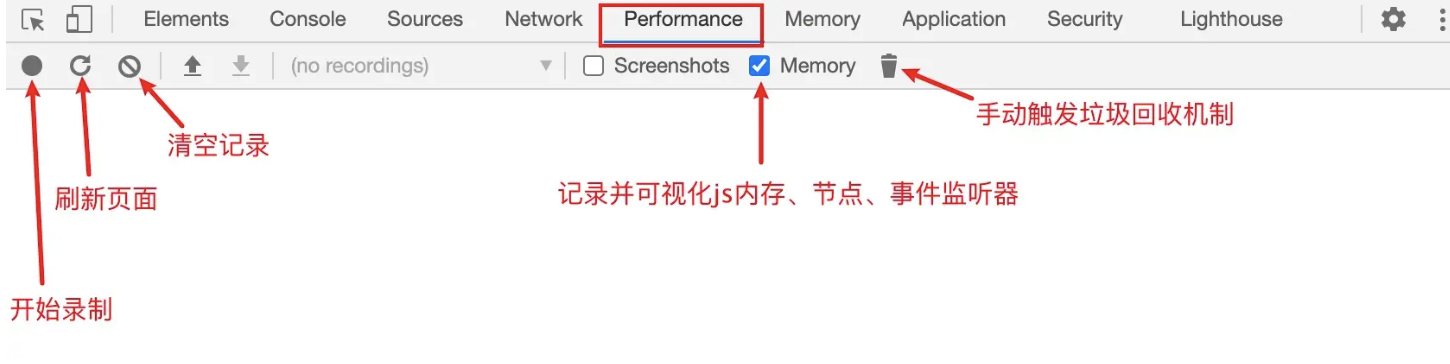 Elements Console Sources Network Performance Memory Application Security Lighthouse
(no recordings) Screenshots Memory
手动触发垃圾回收机制
清空记录
记录并可视化js内存、节点、事件监听器
刷新页面
开始录制